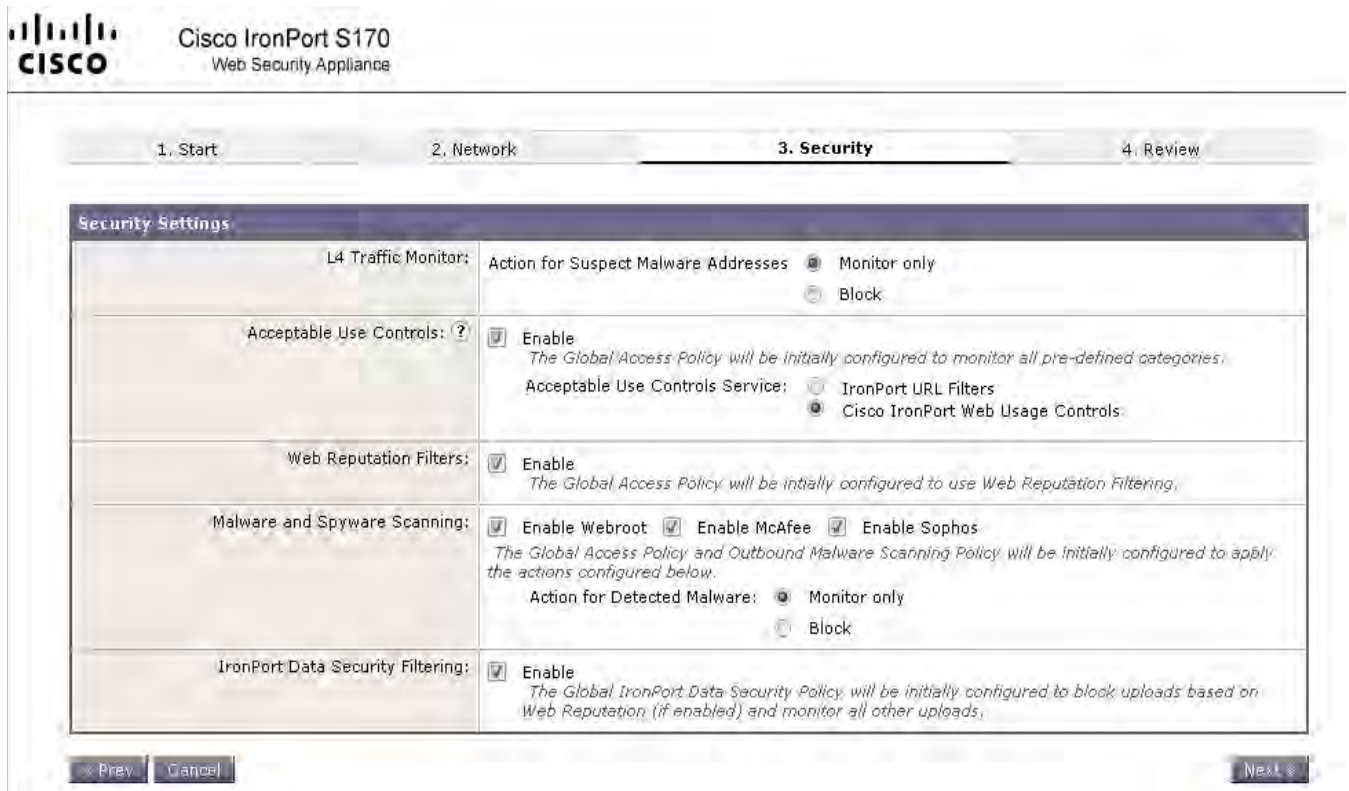 CISCO
Cisco IronPort S170
Web Security Appliance
1. Start
2. Network
3. Security
4. Review
Security Settings
L4 Traffic Monitor:
Action for Suspect Malware Addresses
Monitor only
Block
Acceptable Use Controls: ?
Enable
The Global Access Policy will be initially configured to monitor all pre-defined categories.
Acceptable Use Controls Service:
IronPort URL Filters
Cisco IronPort Web Usage Controls
Web Reputation Filters:
Enable
The Global Access Policy will be initially configured to use Web Reputation Filtering.
Malware and Spyware Scanning:
Enable Webroot Enable McAfee Enable Sophos
The Global Access Policy and Outbound Malware Scanning Policy will be initially configured to apply
the actions configured below.
Action for Detected Malware:
Monitor only
Block
IronPort Data Security Filtering:
Enable
The Global IronPort Data Security Policy will be initially configured to block uploads based on
Web Reputation (if enabled) and monitor all other uploads.
« Prev
Cancel
Next »